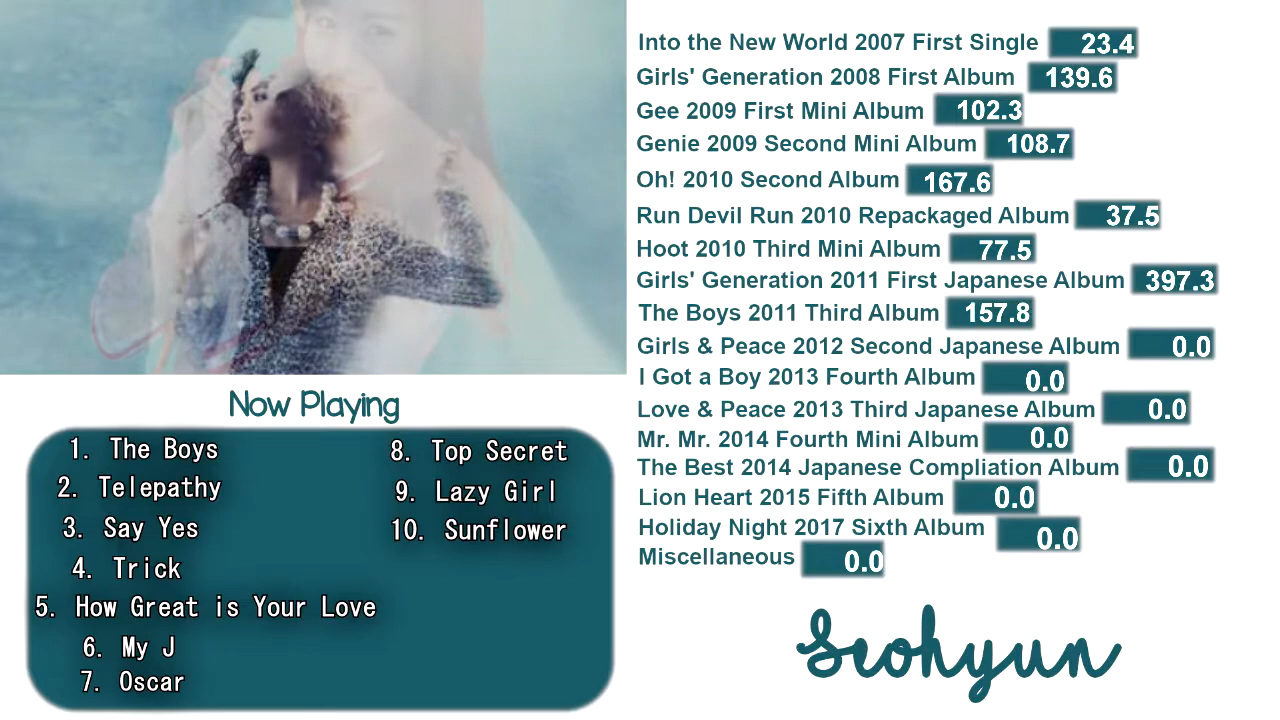 Into the New World 2007 First Single 23.4
Girls' Generation 2008 First Album 139.6
Gee 2009 First Mini Album 102.3
Genie 2009 Second Mini Album 108.7
Oh! 2010 Second Album 167.6
Run Devil Run 2010 Repackaged Album 37.5
Hoot 2010 Third Mini Album 77.5
Girls' Generation 2011 First Japanese Album 397.3
The Boys 2011 Third Album 157.8
Girls & Peace 2012 Second Japanese Album 0.0
I Got a Boy 2013 Fourth Album 0.0
Love & Peace 2013 Third Japanese Album 0.0
Mr. Mr. 2014 Fourth Mini Album 0.0
The Best 2014 Japanese Compliation Album 0.0
Lion Heart 2015 Fifth Album 0.0
Holiday Night 2017 Sixth Album 0.0
Miscellaneous 0.0
Now Playing
1. The Boys
2. Telepathy
3. Say Yes
4. Trick
5. How Great is Your Love
6. My J
7. Oscar
8. Top Secret
9. Lazy Girl
10. Sunflower
Seohyun